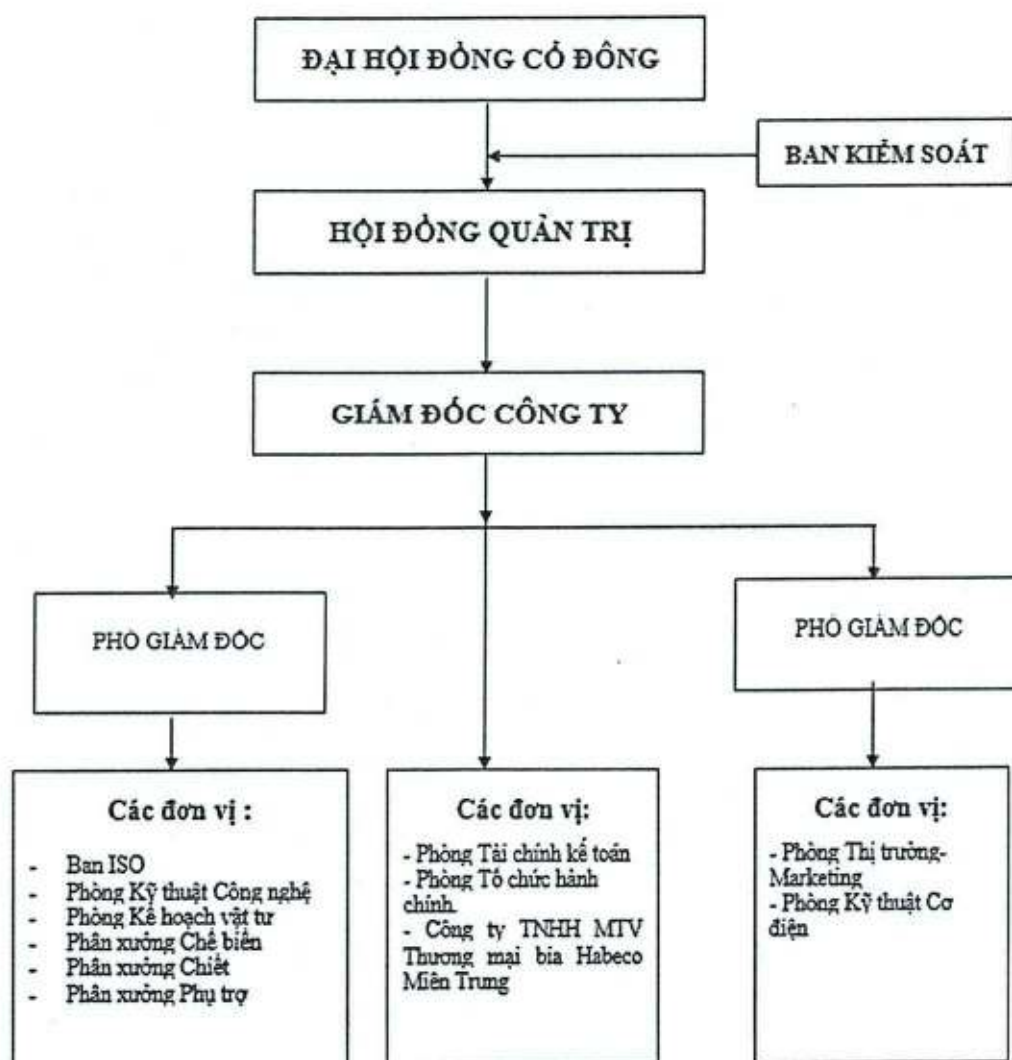 ĐẠI HỘI ĐỒNG CỔ ĐÔNG
BAN KIỂM SOÁT
HỘI ĐỒNG QUẢN TRỊ
GIÁM ĐỐC CÔNG TY
PHÓ GIÁM ĐỐC
PHÓ GIÁM ĐỐC
Các đơn vị :
- Ban ISO
- Phòng Kỹ thuật Công nghệ
- Phòng Kế hoạch vật tư
- Phân xưởng Chế biến
- Phân xưởng Chiết
- Phân xưởng Phụ trợ
Các đơn vị:
- Phòng Tài chính kế toán
- Phòng Tổ chức hành
chính.
- Công ty TNHH MTV
Thương mại bia Habeco
Miền Trung
Các đơn vị:
- Phòng Thị trường-
Marketing
- Phòng Kỹ thuật Cơ
điện